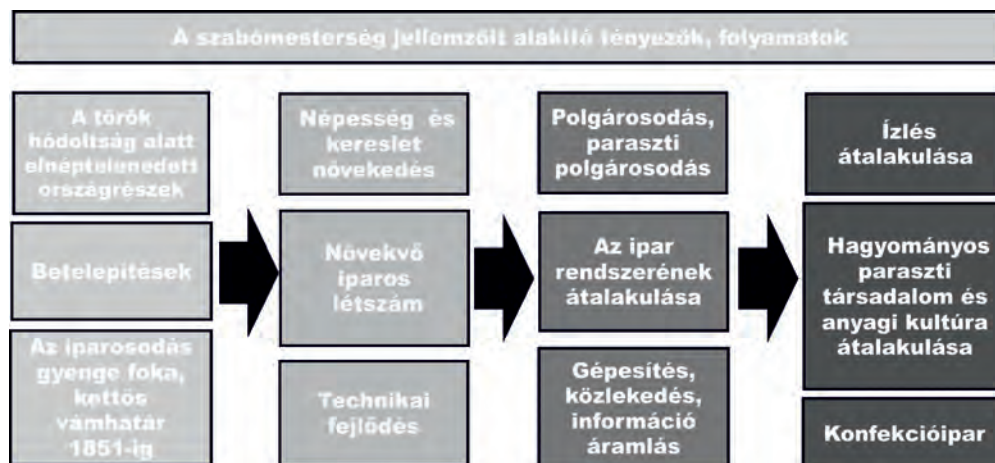 A szabómesterség jellemzőit alakító tényezők, folyamatok
A török
hódoltság alatt
elnéptelenedett
országrészek
Betelepítések
Az iparosodás
gyenge foka,
kettős
vámhatár
1851-ig
Népesség és
kereslet
növekedés
Növekvő
iparos
létszám
Technikai
fejlődés
Polgárosodás,
paraszti
polgárosodás
Az ipar
rendszerének
átalakulása
Gépesítés,
közlekedés,
információ
áramlás
Ízlés
átalakulása
Hagyományos
paraszti
társadalom és
anyagi kultúra
átalakulása
Konfekcióipar